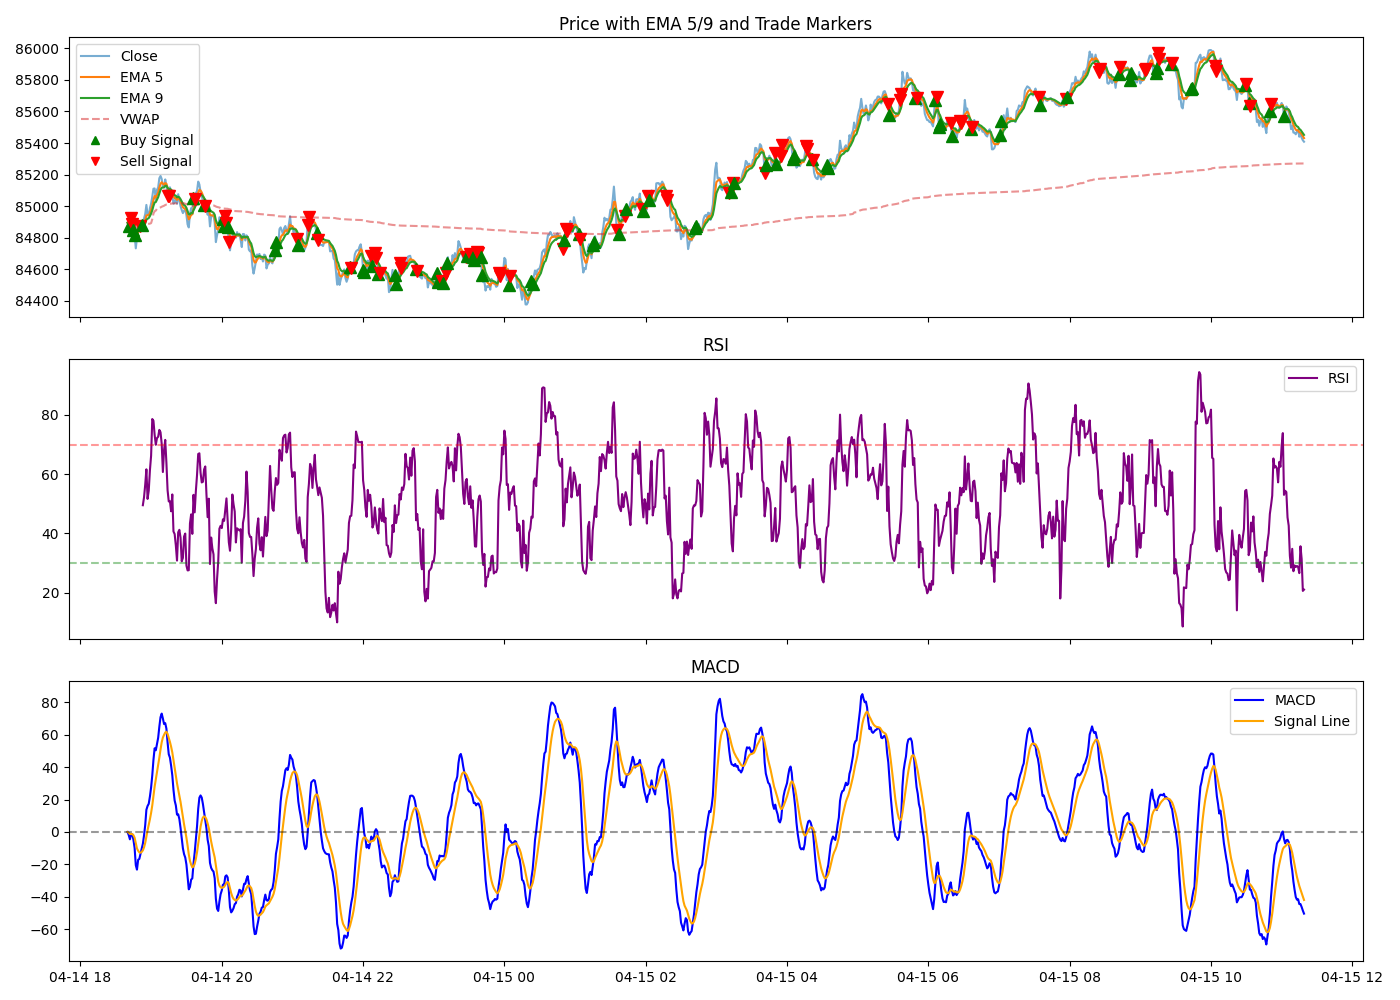 Price with EMA 5/9 and Trade Markers
86000
85800
85600
85400
85200
85000
84800
84600
84400
Close
EMA 5
EMA 9
VWAP
Buy Signal
Sell Signal
RSI
80
60
40
20
RSI
MACD
80
60
40
20
0
−20
−40
−60
MACD
Signal Line
04-14 18
04-14 20
04-14 22
04-15 00
04-15 02
04-15 04
04-15 06
04-15 08
04-15 10
04-15 12